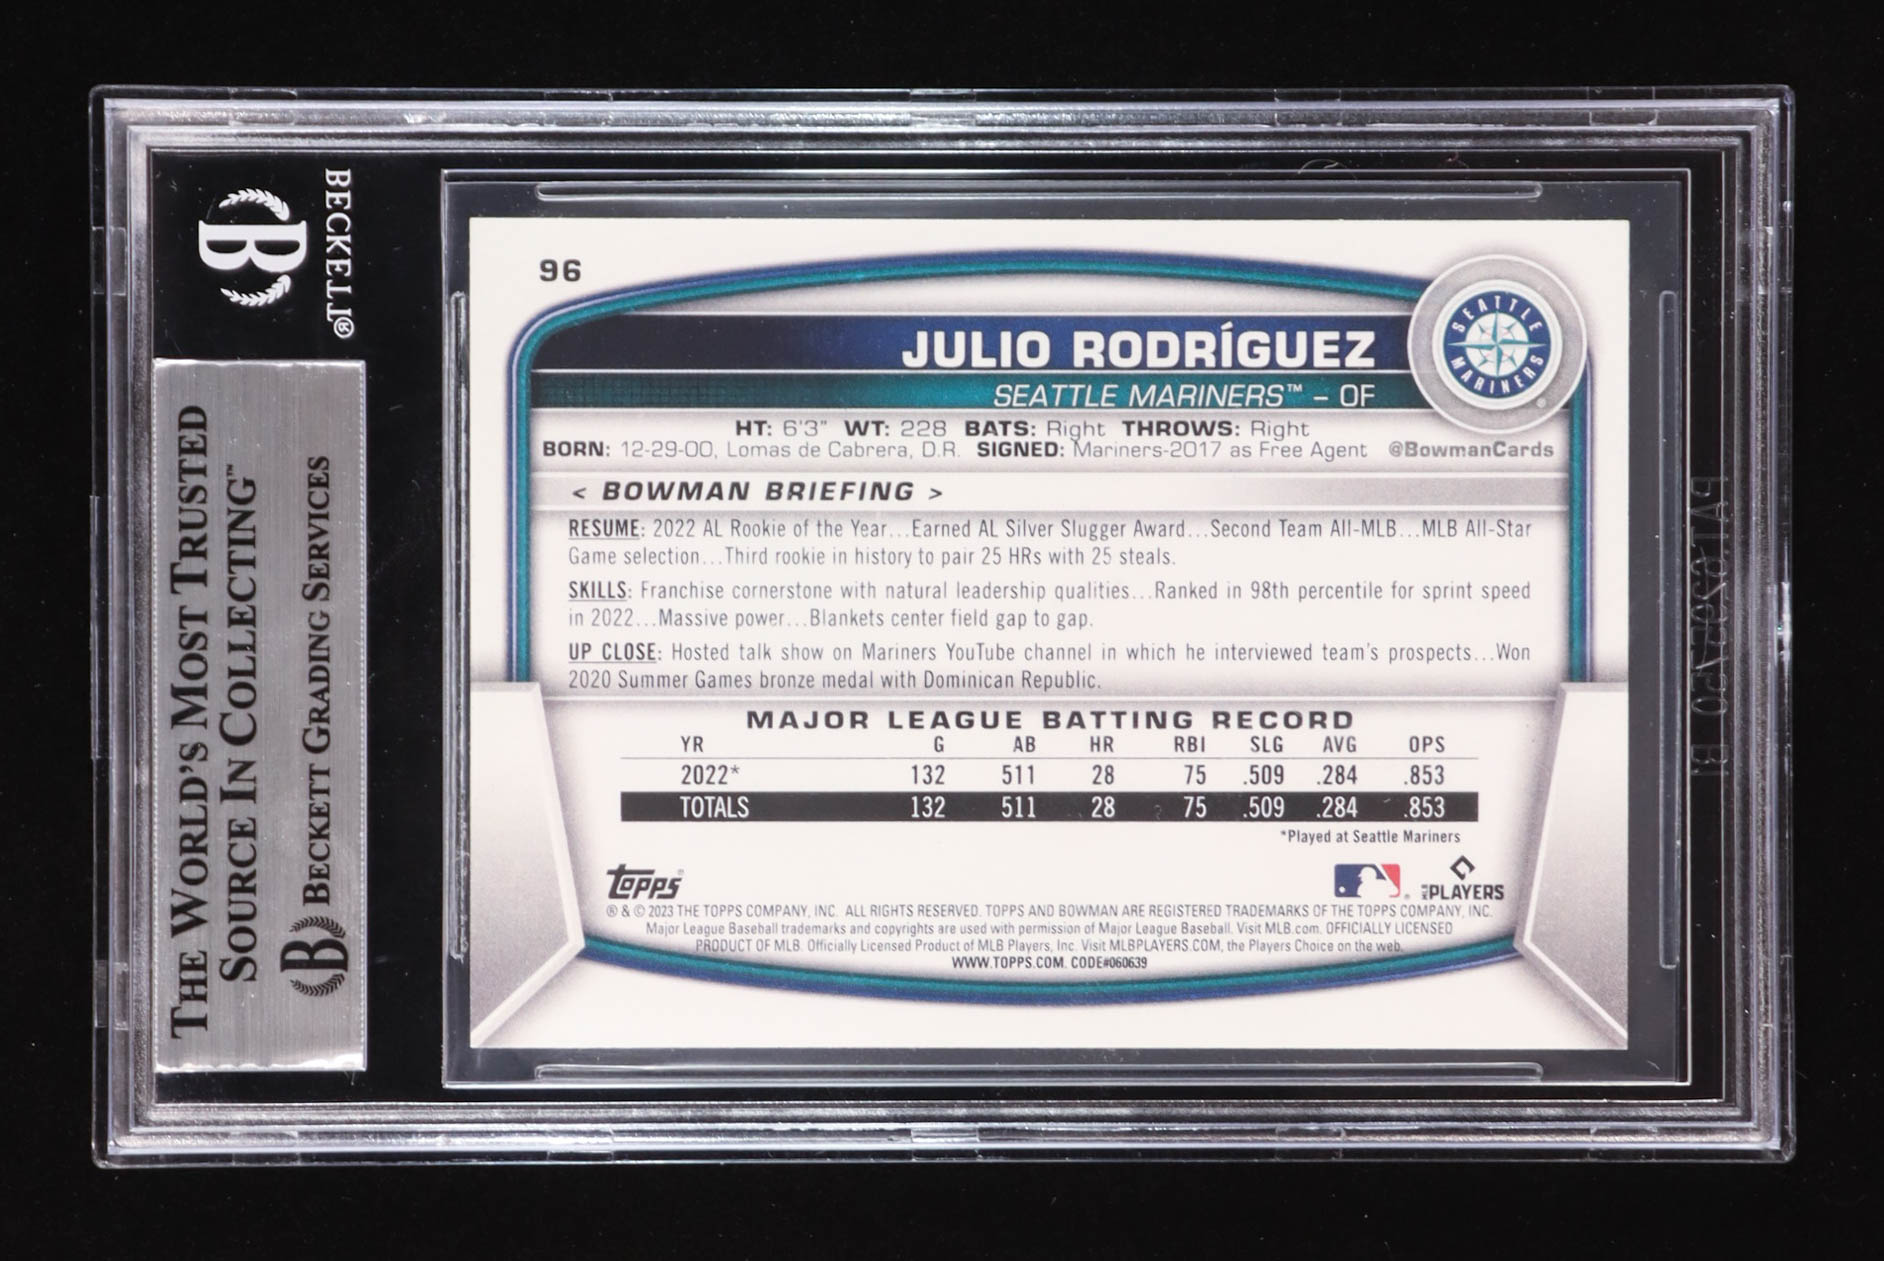 BECKETT®
B
THE WORLD'S MOST TRUSTED
SOURCE IN COLLECTING™
B BECKETT GRADING SERVICES
96
JULIO RODRÍGUEZ
SEATTLE MARINERS™ – OF
SEATTLE MARINERS
HT: 6'3" WT: 228 BATS: Right THROWS: Right
BORN: 12-29-00, Lomas de Cabrera, D.R. SIGNED: Mariners-2017 as Free Agent @BowmanCards
< BOWMAN BRIEFING >
RESUME: 2022 AL Rookie of the Year...Earned AL Silver Slugger Award...Second Team All-MLB...MLB All-Star
Game selection...Third rookie in history to pair 25 HRs with 25 steals.
SKILLS: Franchise cornerstone with natural leadership qualities...Ranked in 98th percentile for sprint speed
in 2022...Massive power...Blankets center field gap to gap.
UP CLOSE: Hosted talk show on Mariners YouTube channel in which he interviewed team's prospects...Won
2020 Summer Games bronze medal with Dominican Republic.
MAJOR LEAGUE BATTING RECORD
YR G AB HR RBI SLG AVG OPS
2022* 132 511 28 75 .509 .284 .853
TOTALS 132 511 28 75 .509 .284 .853
*Played at Seattle Mariners
Topps® MLB PLAYERS
® & © 2023 THE TOPPS COMPANY, INC. ALL RIGHTS RESERVED. TOPPS AND BOWMAN ARE REGISTERED TRADEMARKS OF THE TOPPS COMPANY, INC.
Major League Baseball trademarks and copyrights are used with permission of Major League Baseball. Visit MLB.com. OFFICIALLY LICENSED
PRODUCT OF MLB. Officially Licensed Product of MLB Players, Inc. Visit MLBPLAYERS.COM, the Players Choice on the web.
WWW.TOPPS.COM. CODE#060639